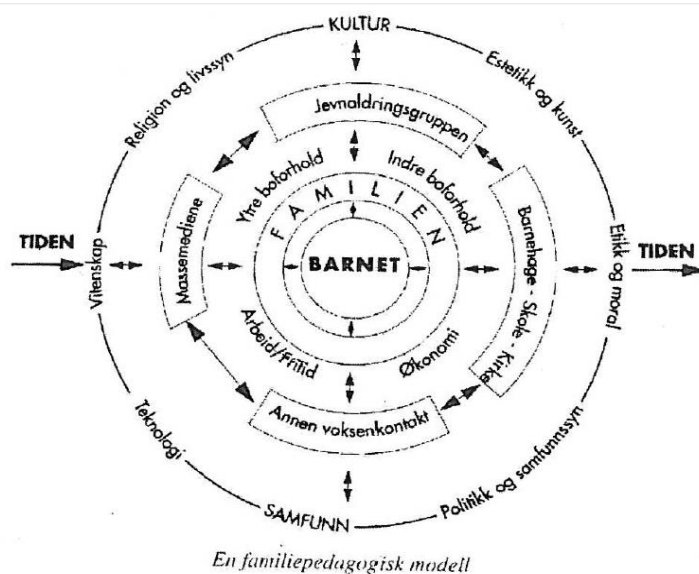 KULTUR
Religion og livssyn
Estetikk og kunst
Jevnaldringsgruppen
Ytre boforhold
Indre boforhold
FAMILIEN
Massemediene
BARNET
Barnehage - Skole - Kirke
TIDEN
Vitenskap
Etikk og moral
TIDEN
Arbeid/Fritid
Økonomi
Annen voksenkontakt
Teknologi
Politikk og samfunnssyn
SAMFUNN
En familiepedagogisk modell